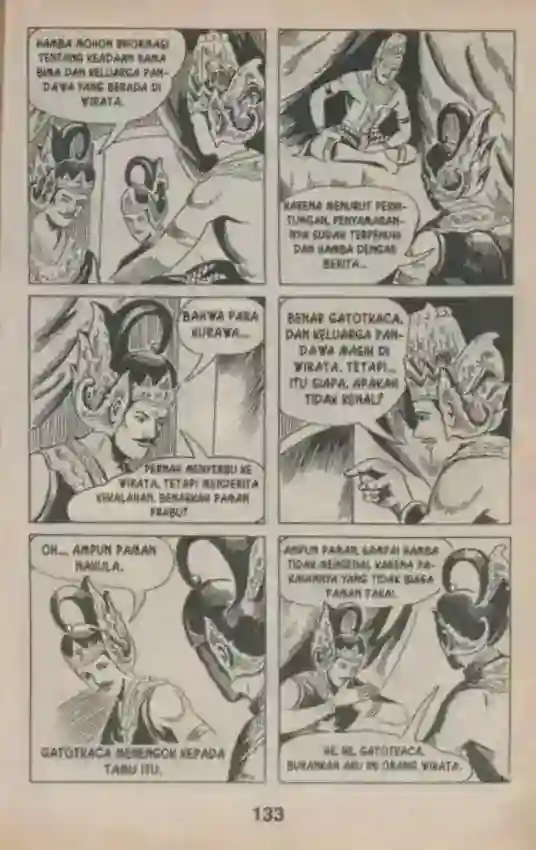 HAMBA MOHON INFORMASI
TENTANG KEADAAN RAMA
BIMA DAN KELUARGA PAN-
DAWA YANG BERADA DI
WIRATA.
KARENA MENURUT PERHI-
TUNGAN, PENYAMARAN-
NYA SUDAH TERPENUHI
DAN HAMBA DENGAR
BERITA...
BAHWA PARA
KURAWA...
PERNAH MENYERBU KE
WIRATA, TETAPI MENDERITA
KEKALAHAN. BENARKAH PAMAN
PRABU?
BENAR GATOTKACA,
DAN KELUARGA PAN-
DAWA MASIH DI
WIRATA. TETAPI...
ITU SIAPA, APAKAH
TIDAK KENAL?
OH... AMPUN PAMAN
NAKULA.
GATOTKACA MENENGOK KEPADA
TAMU ITU.
AMPUN PAMAN, SAMPAI HAMBA
TIDAK MENGENAL KARENA PA-
KAIANNYA YANG TIDAK BIASA
PAMAN PAKAI.
HE, HE, GATOTKACA.
BUKANKAH AKU INI ORANG WIRATA.
133